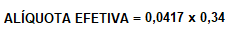 ALÍQUOTA EFETIVA = 0,0417 x 0,34